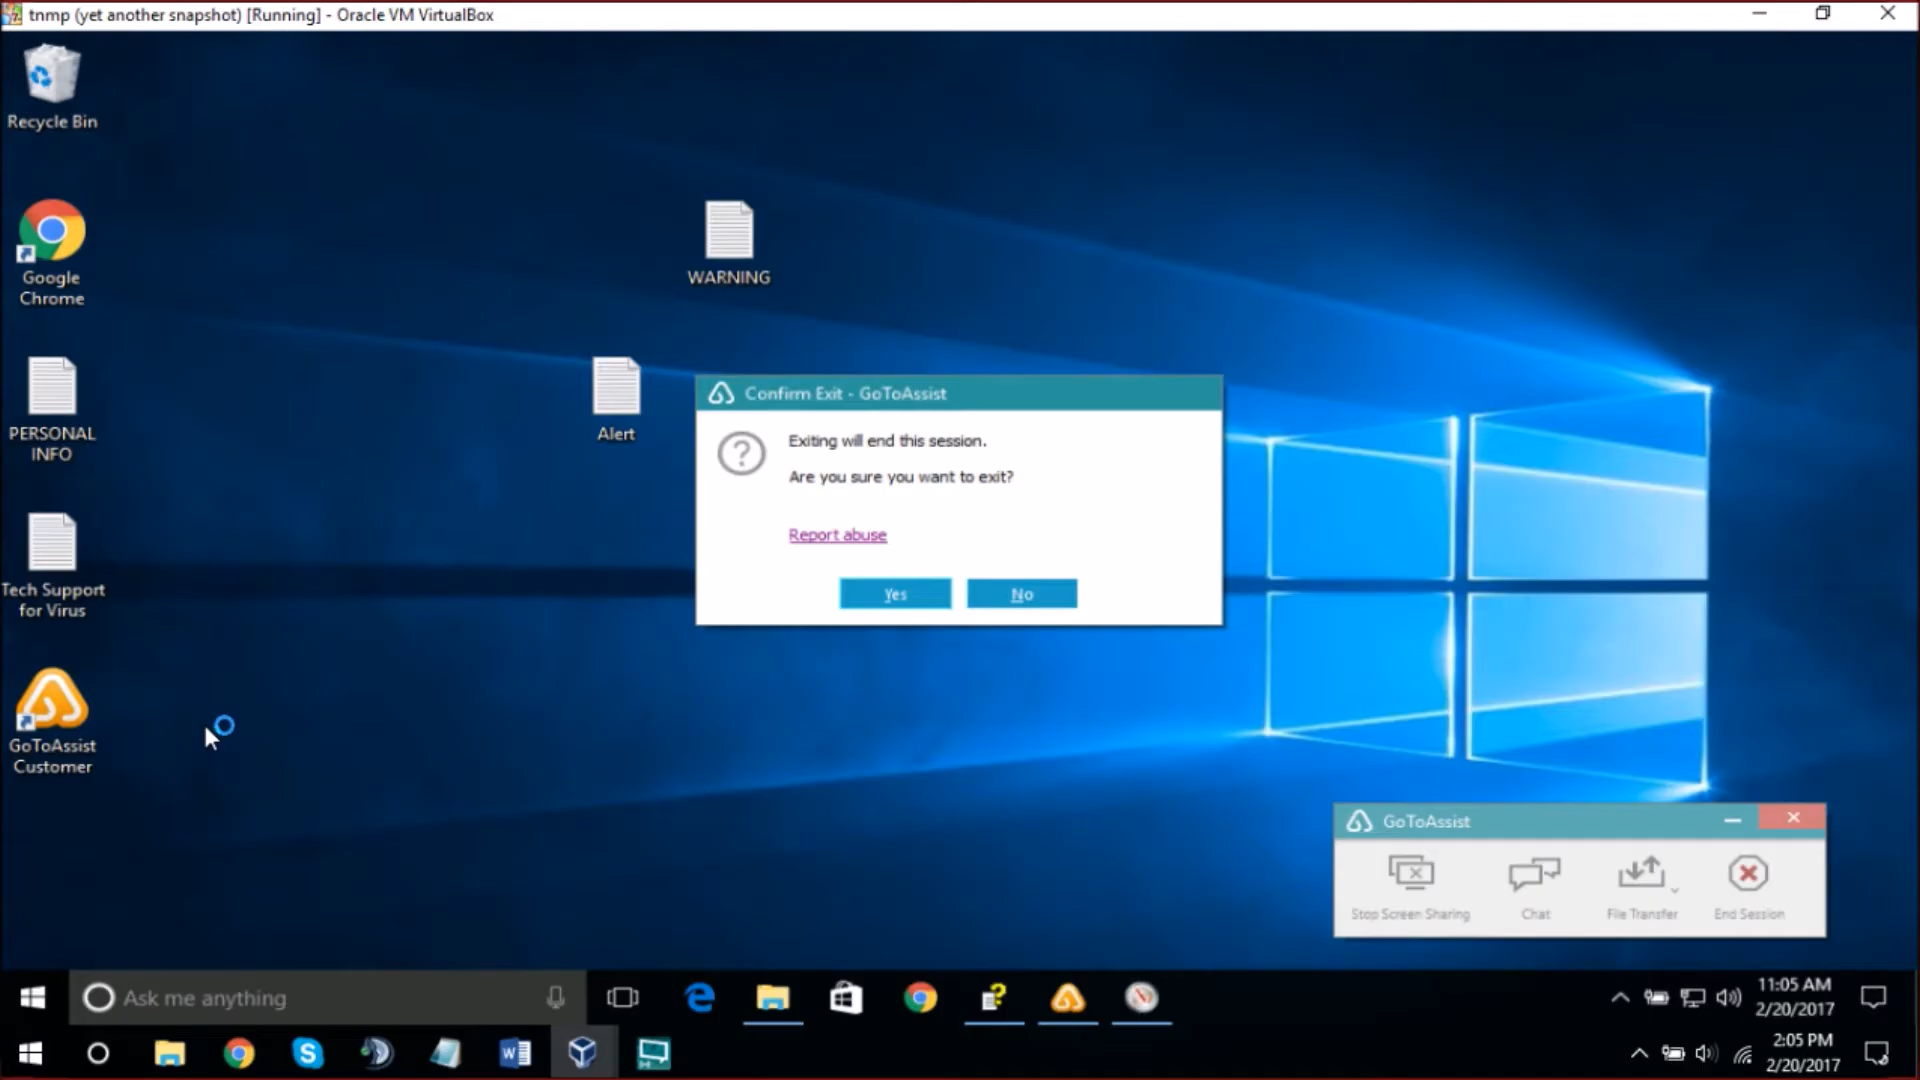 tnmp (yet another snapshot) [Running] - Oracle VM VirtualBox
Recycle Bin
Google
Chrome
PERSONAL
INFO
Tech Support
for Virus
GoToAssist
Customer
WARNING
Alert
Confirm Exit - GoToAssist
Exiting will end this session.
Are you sure you want to exit?
Report abuse
Yes
No
GoToAssist
Stop Screen Sharing
Chat
File Transfer
End Session
Ask me anything
11:05 AM
2/20/2017
2:05 PM
2/20/2017